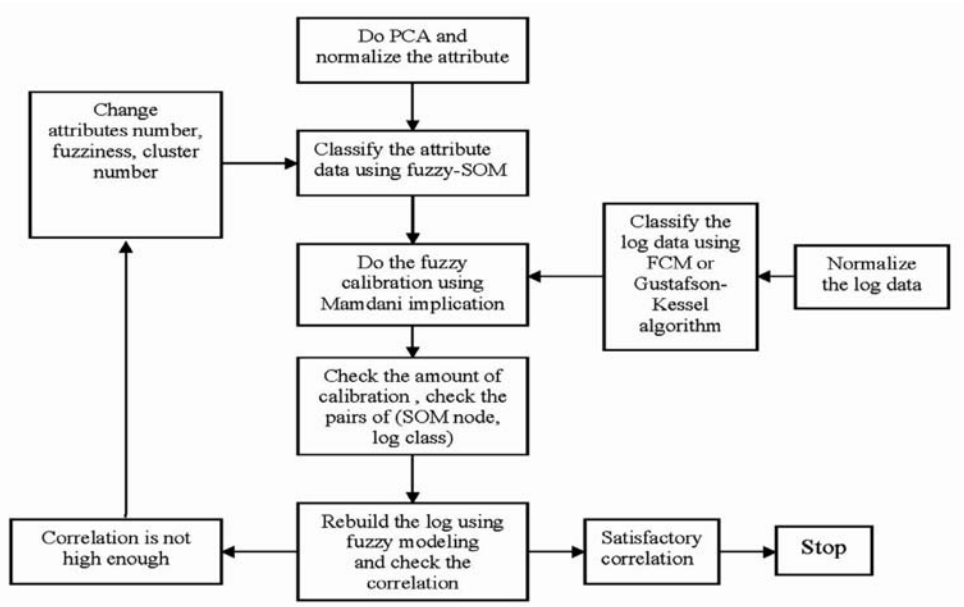 Do PCA and
normalize the attribute
Change
attributes number,
fuzziness, cluster
number
Classify the attribute
data using fuzzy-SOM
Classify the
log data using
FCM or
Gustafson-
Kessel
algorithm
Normalize
the log data
Do the fuzzy
calibration using
Mamdani implication
Check the amount of
calibration , check the
pairs of (SOM node,
log class)
Rebuild the log using
fuzzy modeling
and check the
correlation
Correlation is not
high enough
Satisfactory
correlation
Stop